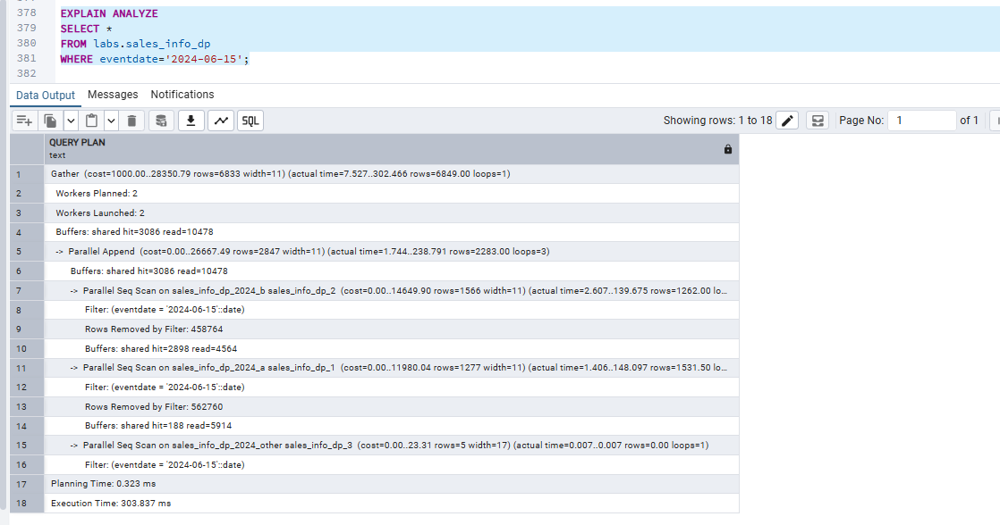 378 EXPLAIN ANALYZE
379 SELECT *
380 FROM labs.sales_info_dp
381 WHERE eventdate='2024-06-15';
382
Data Output Messages Notifications
SQL Showing rows: 1 to 18 Page No: 1 of 1
QUERY PLAN
text
1 Gather (cost=1000.00..28350.79 rows=6833 width=11) (actual time=7.527..302.466 rows=6849.00 loops=1)
2 Workers Planned: 2
3 Workers Launched: 2
4 Buffers: shared hit=3086 read=10478
5 -> Parallel Append (cost=0.00..26667.49 rows=2847 width=11) (actual time=1.744..238.791 rows=2283.00 loops=3)
6 Buffers: shared hit=3086 read=10478
7 -> Parallel Seq Scan on sales_info_dp_2024_b sales_info_dp_2 (cost=0.00..14649.90 rows=1566 width=11) (actual time=2.607..139.675 rows=1262.00 lo...
8 Filter: (eventdate = '2024-06-15'::date)
9 Rows Removed by Filter: 458764
10 Buffers: shared hit=2898 read=4564
11 -> Parallel Seq Scan on sales_info_dp_2024_a sales_info_dp_1 (cost=0.00..11980.04 rows=1277 width=11) (actual time=1.406..148.097 rows=1531.50 lo...
12 Filter: (eventdate = '2024-06-15'::date)
13 Rows Removed by Filter: 562760
14 Buffers: shared hit=188 read=5914
15 -> Parallel Seq Scan on sales_info_dp_2024_other sales_info_dp_3 (cost=0.00..23.31 rows=5 width=17) (actual time=0.007..0.007 rows=0.00 loops=1)
16 Filter: (eventdate = '2024-06-15'::date)
17 Planning Time: 0.323 ms
18 Execution Time: 303.837 ms